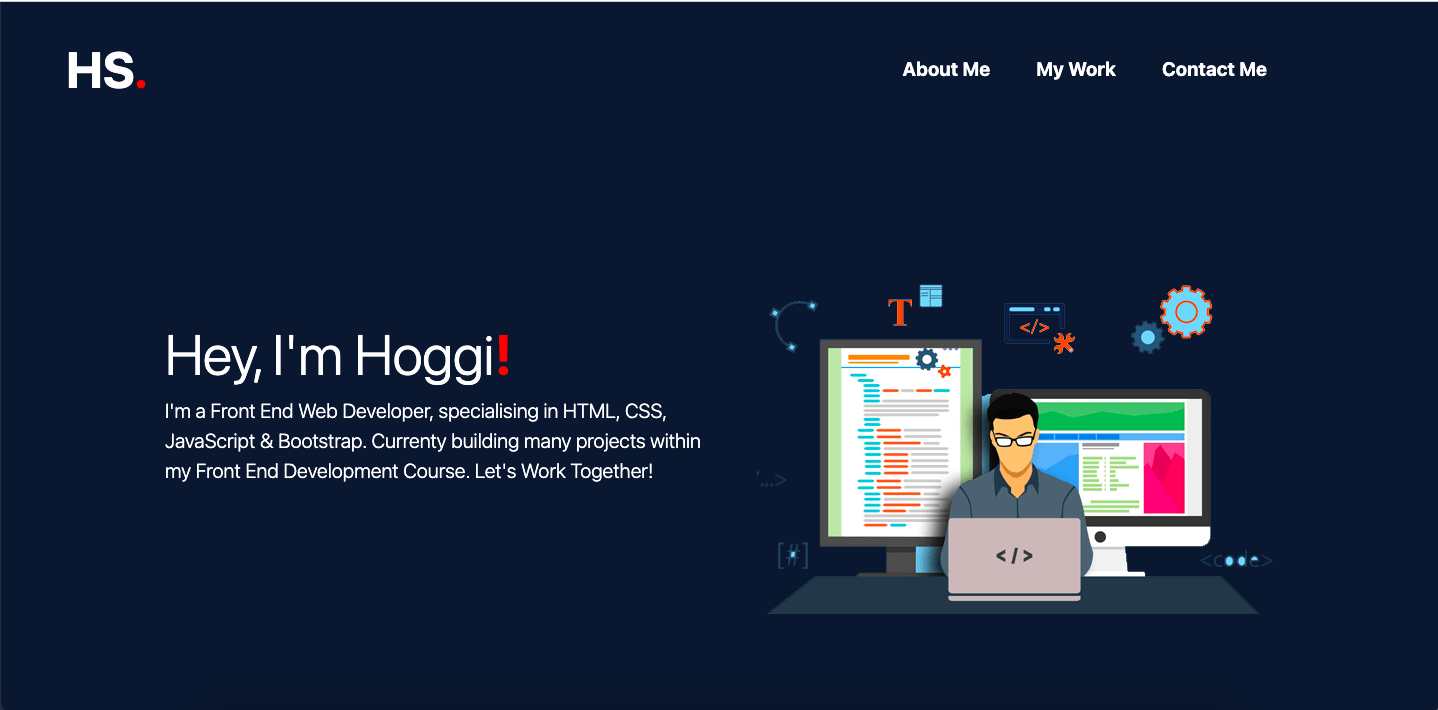 HS.
About Me My Work Contact Me
Hey, I'm Hoggi!
I'm a Front End Web Developer, specialising in HTML, CSS,
JavaScript & Bootstrap. Currenty building many projects within
my Front End Development Course. Let's Work Together!
T
</>
...>
[#]
</>
<code>